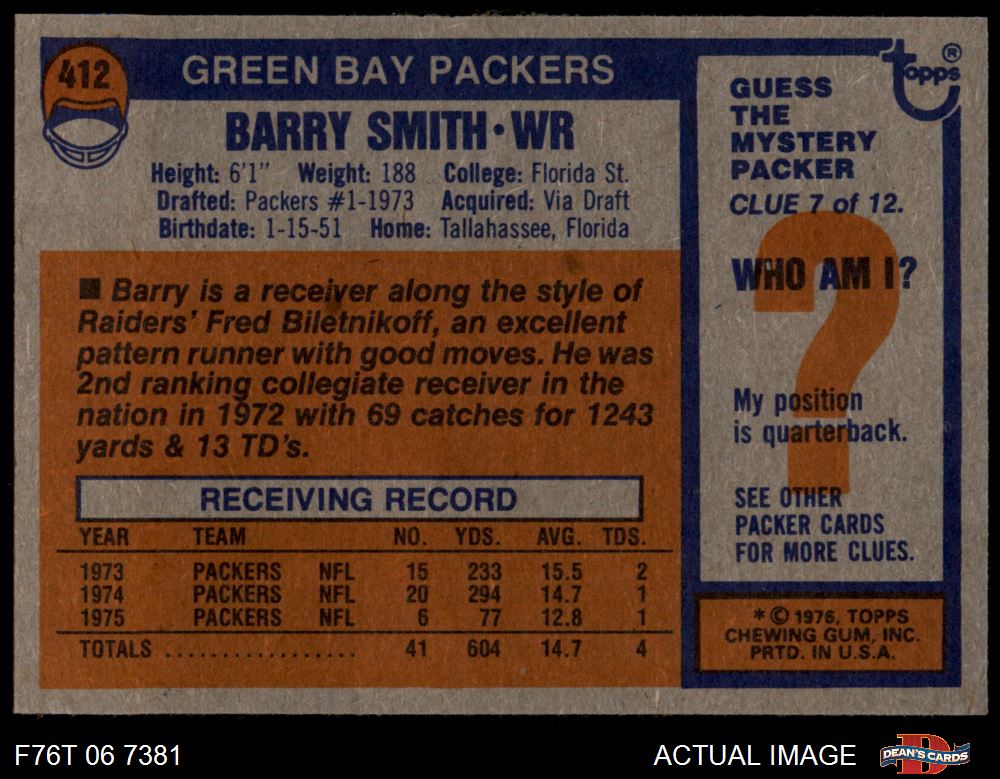 412
GREEN BAY PACKERS
BARRY SMITH • WR
Height: 6'1" Weight: 188 College: Florida St.
Drafted: Packers #1-1973 Acquired: Via Draft
Birthdate: 1-15-51 Home: Tallahassee, Florida
■ Barry is a receiver along the style of
Raiders' Fred Biletnikoff, an excellent
pattern runner with good moves. He was
2nd ranking collegiate receiver in the
nation in 1972 with 69 catches for 1243
yards & 13 TD's.
RECEIVING RECORD
YEAR TEAM NO. YDS. AVG. TDS.
1973 PACKERS NFL 15 233 15.5 2
1974 PACKERS NFL 20 294 14.7 1
1975 PACKERS NFL 6 77 12.8 1
TOTALS ................. 41 604 14.7 4
topps ®
GUESS
THE
MYSTERY
PACKER
CLUE 7 of 12.
?
WHO AM I?
My position
is quarterback.
SEE OTHER
PACKER CARDS
FOR MORE CLUES.
* © 1976, TOPPS
CHEWING GUM, INC.
PRTD. IN U.S.A.
F76T 06 7381
ACTUAL IMAGE
D
DEAN'S CARDS